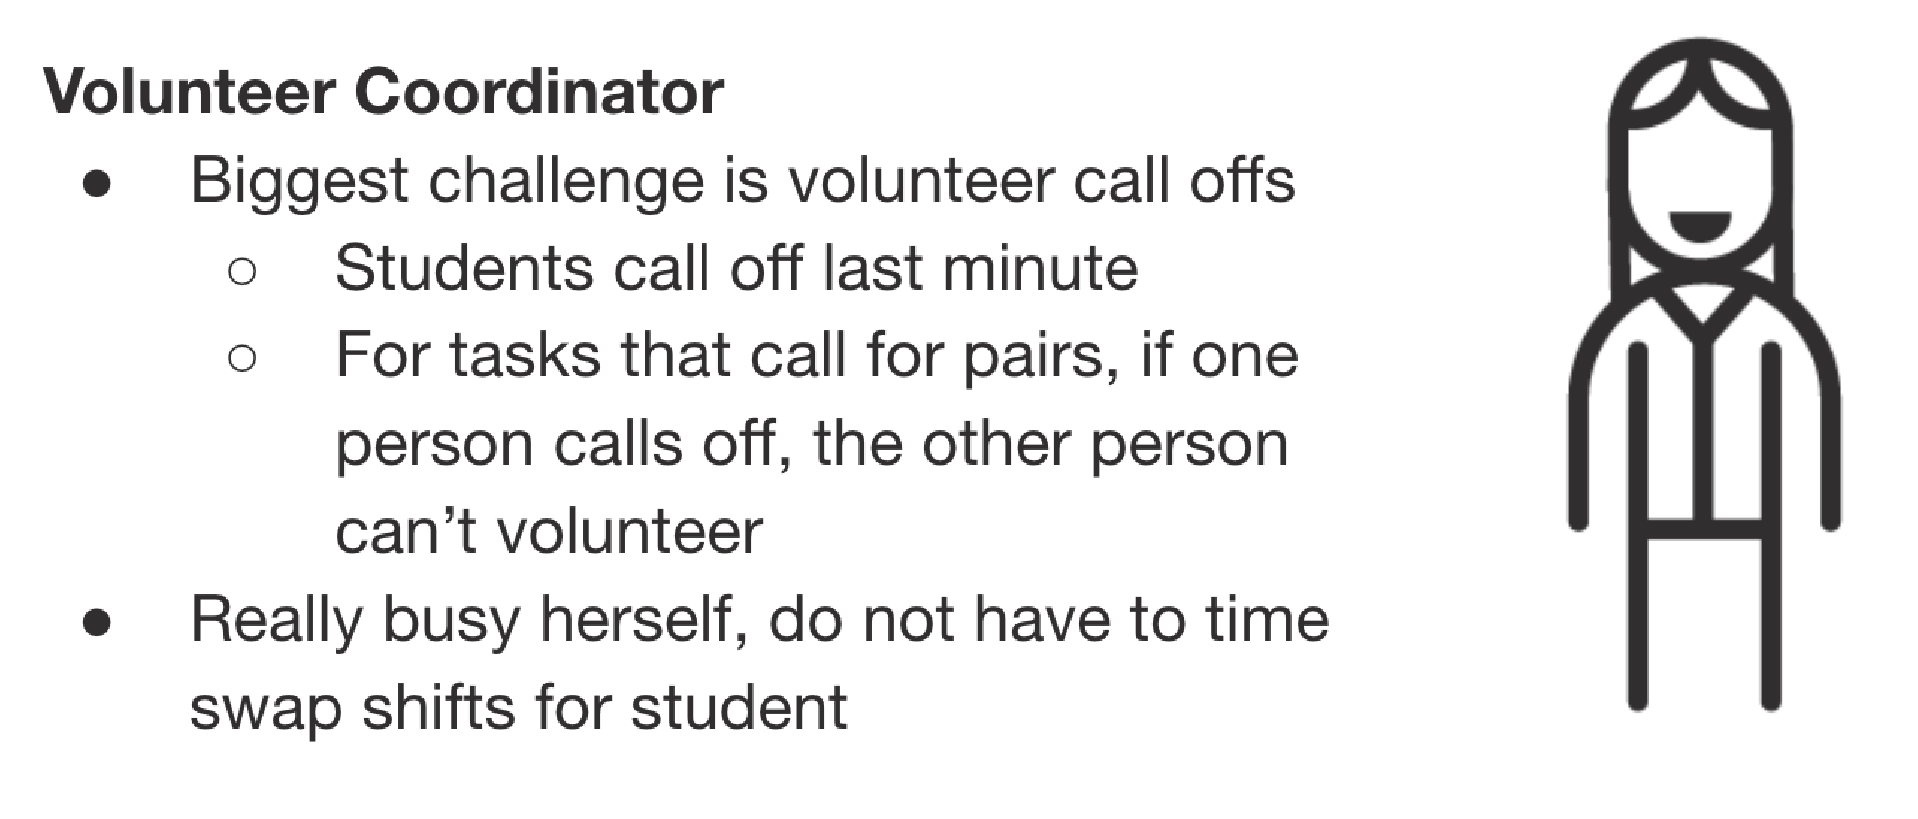 Volunteer Coordinator
● Biggest challenge is volunteer call offs
○ Students call off last minute
○ For tasks that call for pairs, if one
person calls off, the other person
can’t volunteer
● Really busy herself, do not have to time
swap shifts for student